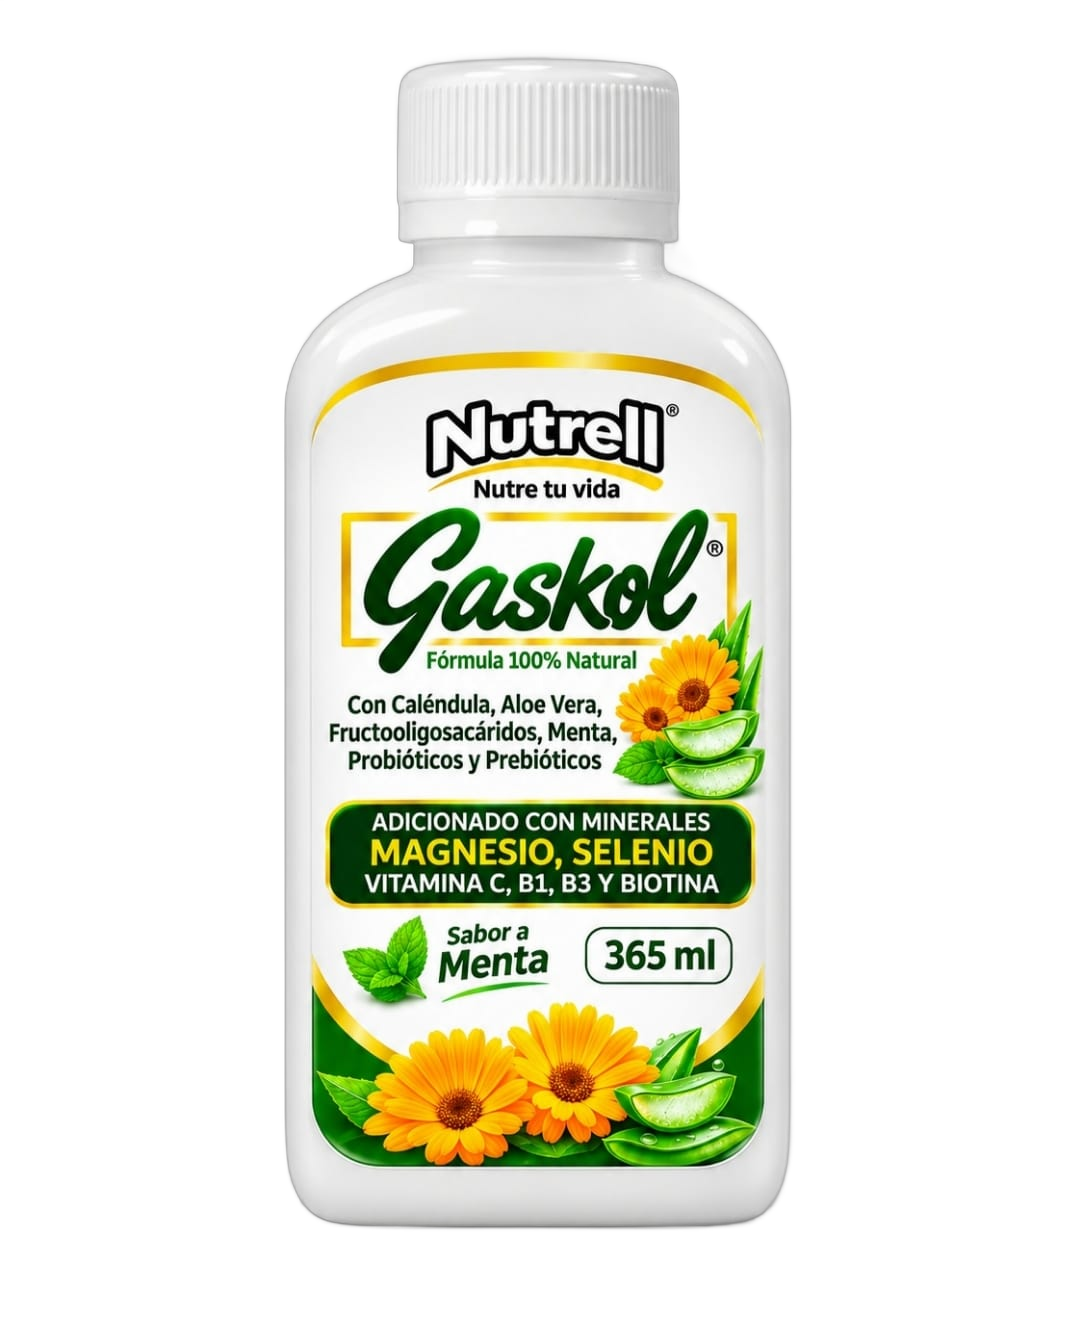 Nutrell®
Nutre tu vida
Gaskol®
Fórmula 100% Natural
Con Caléndula, Aloe Vera,
Fructooligosacáridos, Menta,
Probióticos y Prebióticos
ADICIONADO CON MINERALES
MAGNESIO, SELENIO
VITAMINA C, B1, B3 Y BIOTINA
Sabor a
Menta
365 ml